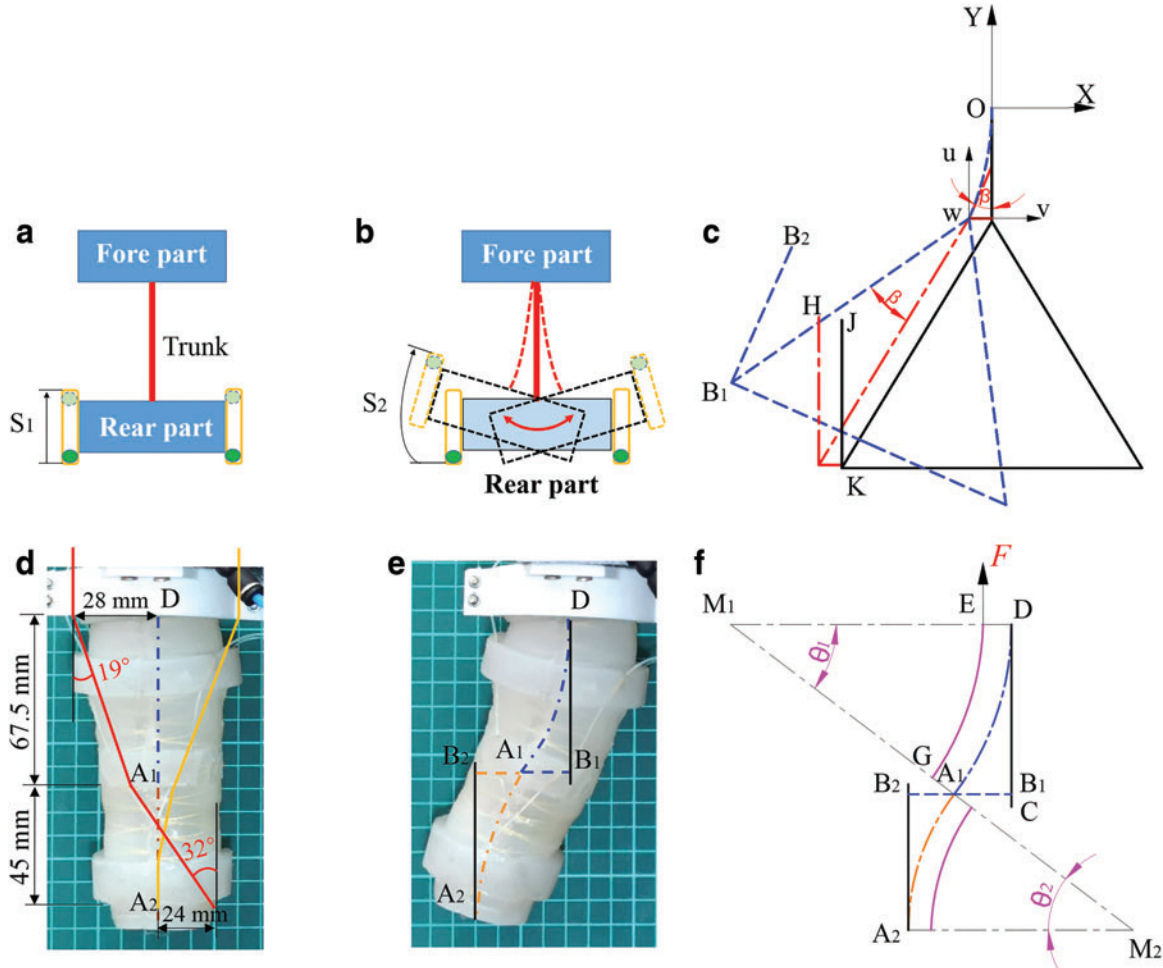 a
Fore part
Trunk
S1
Rear part
b
Fore part
S2
Rear part
c
Y
O
X
u
β
w
v
B2
H
J
β
B1
K
d
28 mm
D
19°
67.5 mm
A1
45 mm
32°
A2
24 mm
e
D
B2
A1
B1
A2
f
F
M1
E
D
θ1
G
A1
B2
B1
C
θ2
A2
M2